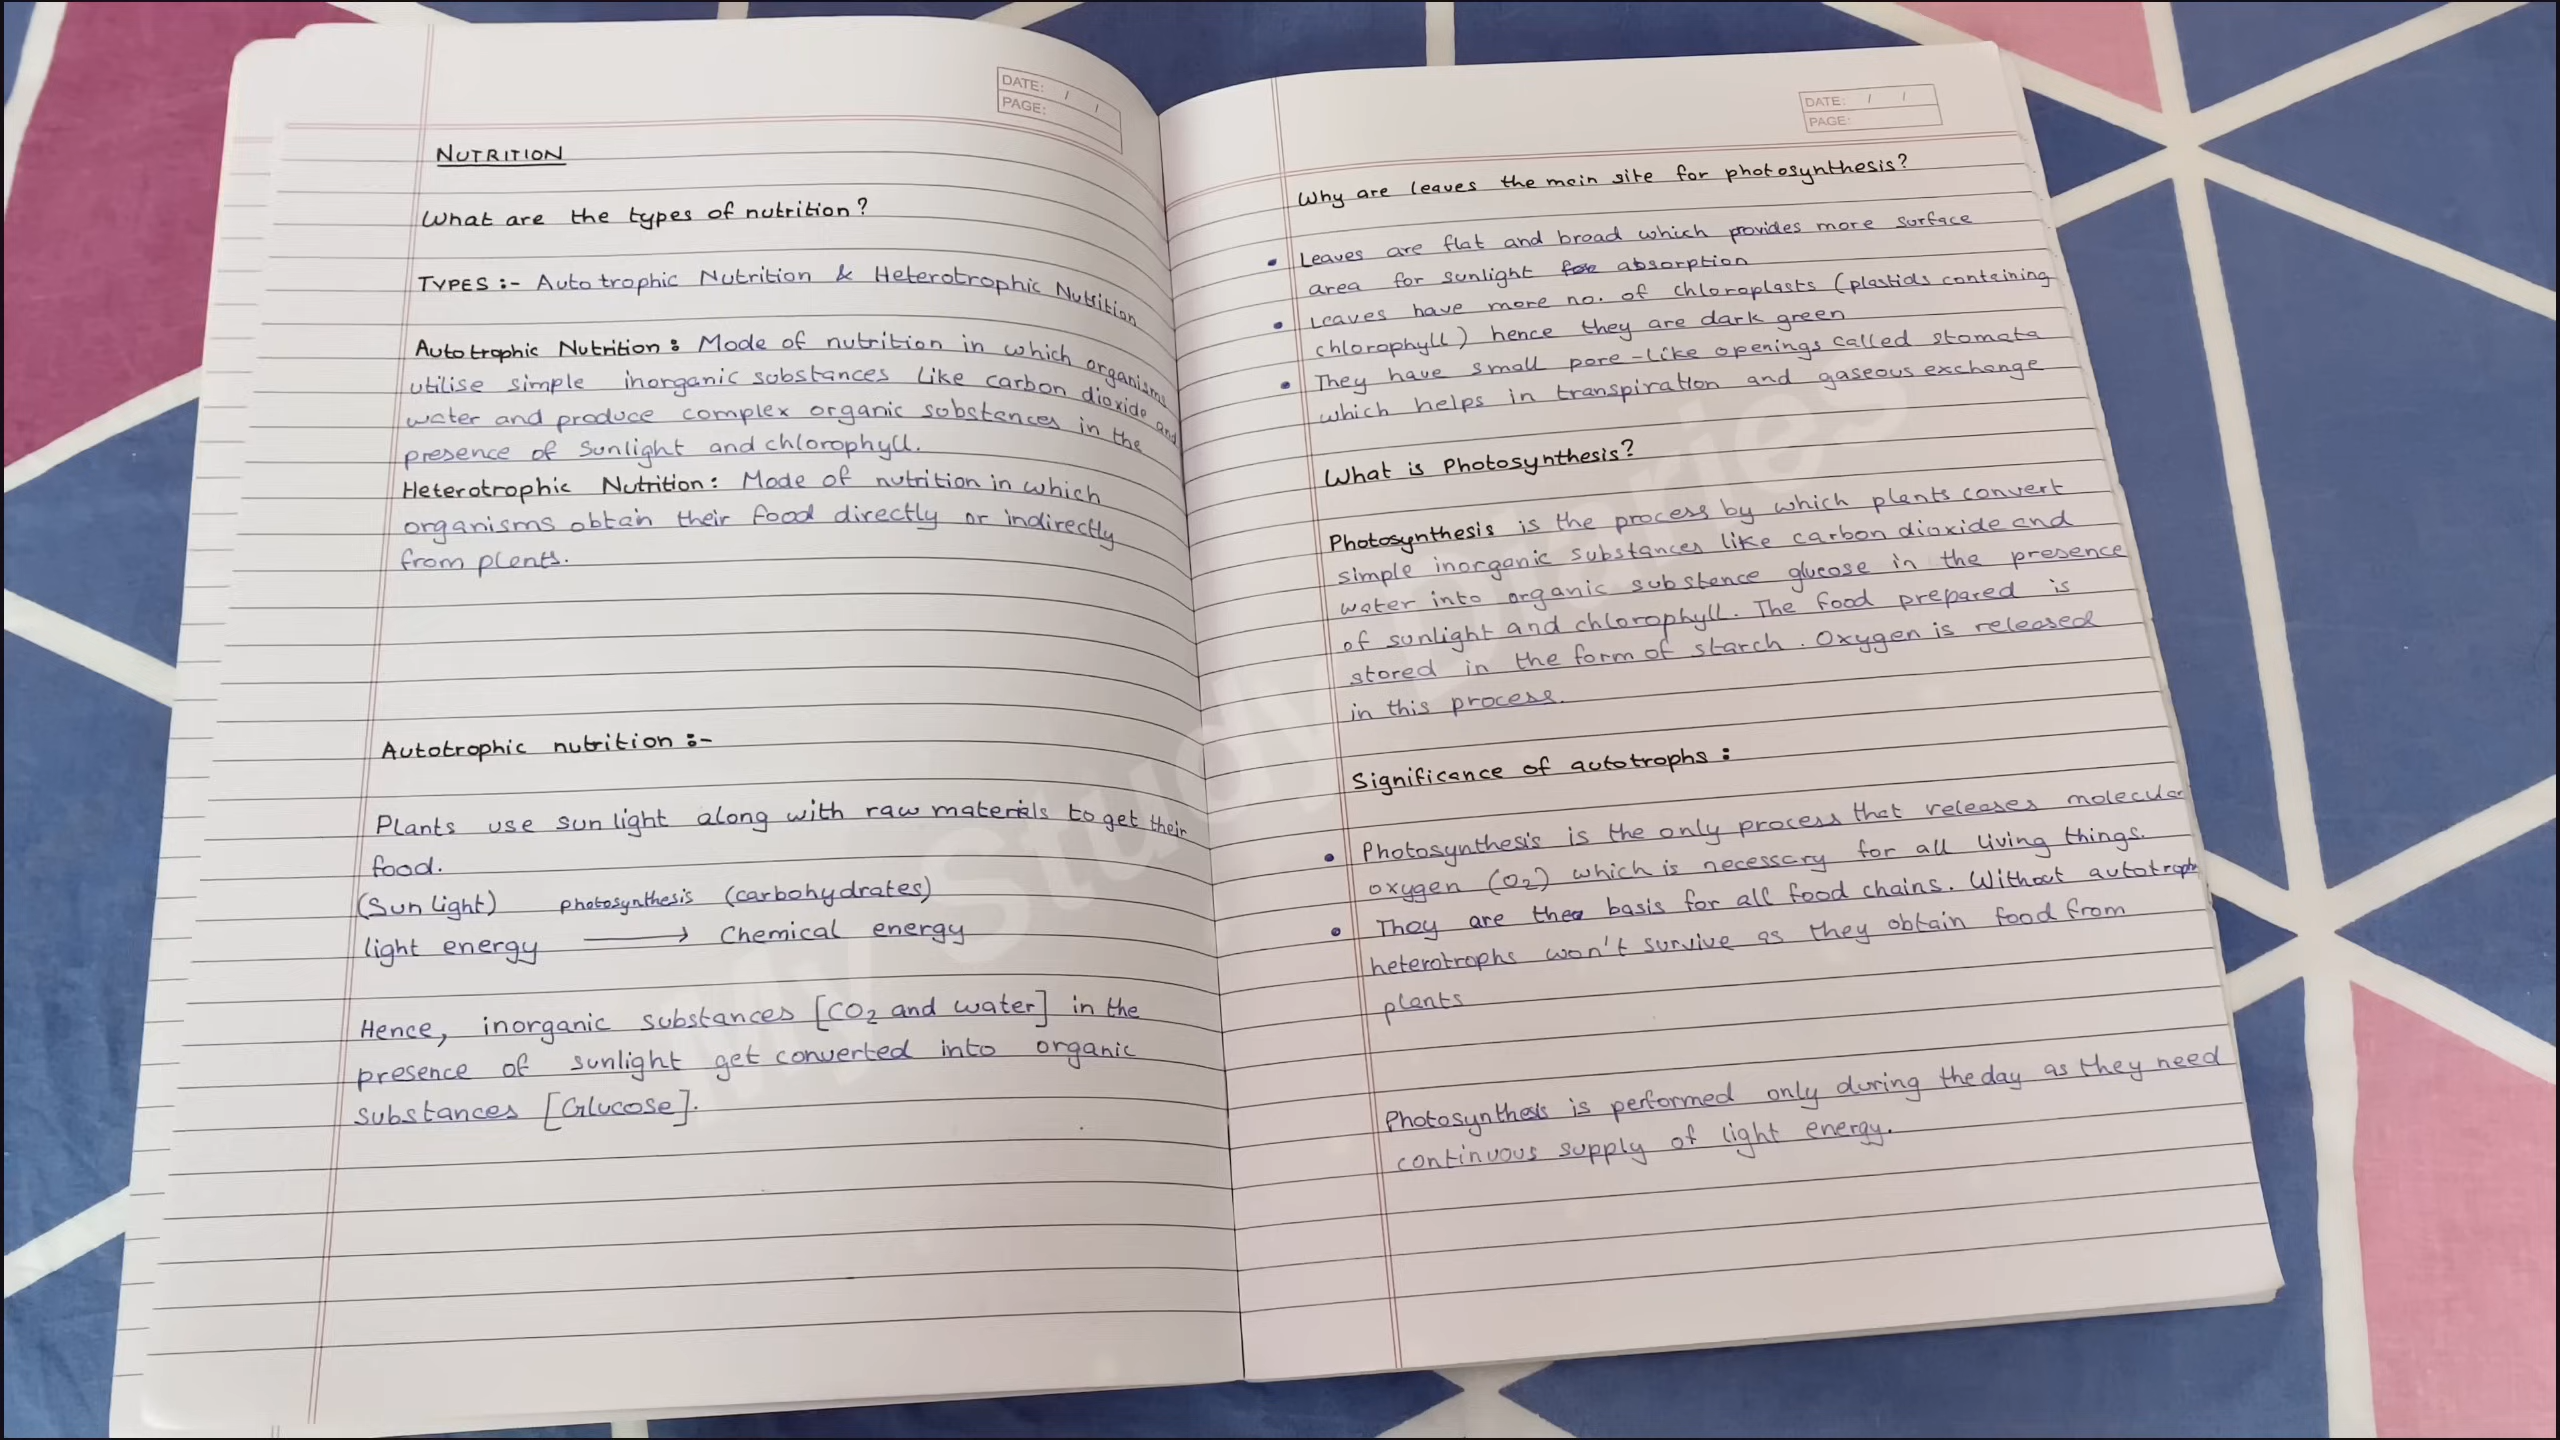 DATE: / /
PAGE:
NUTRITION
What are the types of nutrition?
TYPES :- Autotrophic Nutrition & Heterotrophic Nutrition
Autotrophic Nutrition : Mode of nutrition in which organisms
utilise simple inorganic substances like carbon dioxide and
water and produce complex organic substances in the
presence of Sunlight and chlorophyll.
Heterotrophic Nutrition : Mode of nutrition in which
organisms obtain their food directly or indirectly
from plants.
Autotrophic nutrition :-
Plants use sunlight along with raw materials to get their
food.
(Sunlight) photosynthesis (carbohydrates)
light energy → Chemical energy
Hence, inorganic substances [CO₂ and water] in the
presence of sunlight get converted into organic
substances [Glucose].
DATE: / /
PAGE:
Why are leaves the main site for photosynthesis?
• Leaves are flat and broad which provides more surface
area for sunlight absorption
• Leaves have more no. of chloroplasts (plastids containing
chlorophyll) hence they are dark green
• They have small pore-like openings called stomata
which helps in transpiration and gaseous exchange
What is Photosynthesis?
Photosynthesis is the process by which plants convert
simple inorganic substances like carbon dioxide and
water into organic substance glucose in the presence
of sunlight and chlorophyll. The food prepared is
stored in the form of starch. Oxygen is released
in this process.
Significance of autotrophs :
• Photosynthesis is the only process that releases molecular
oxygen (O₂) which is necessary for all living things.
• They are the basis for all food chains. Without autotroph
heterotrophs won't survive as they obtain food from
plants
Photosynthesis is performed only during the day as they need
continuous supply of light energy.
My Study Diaries